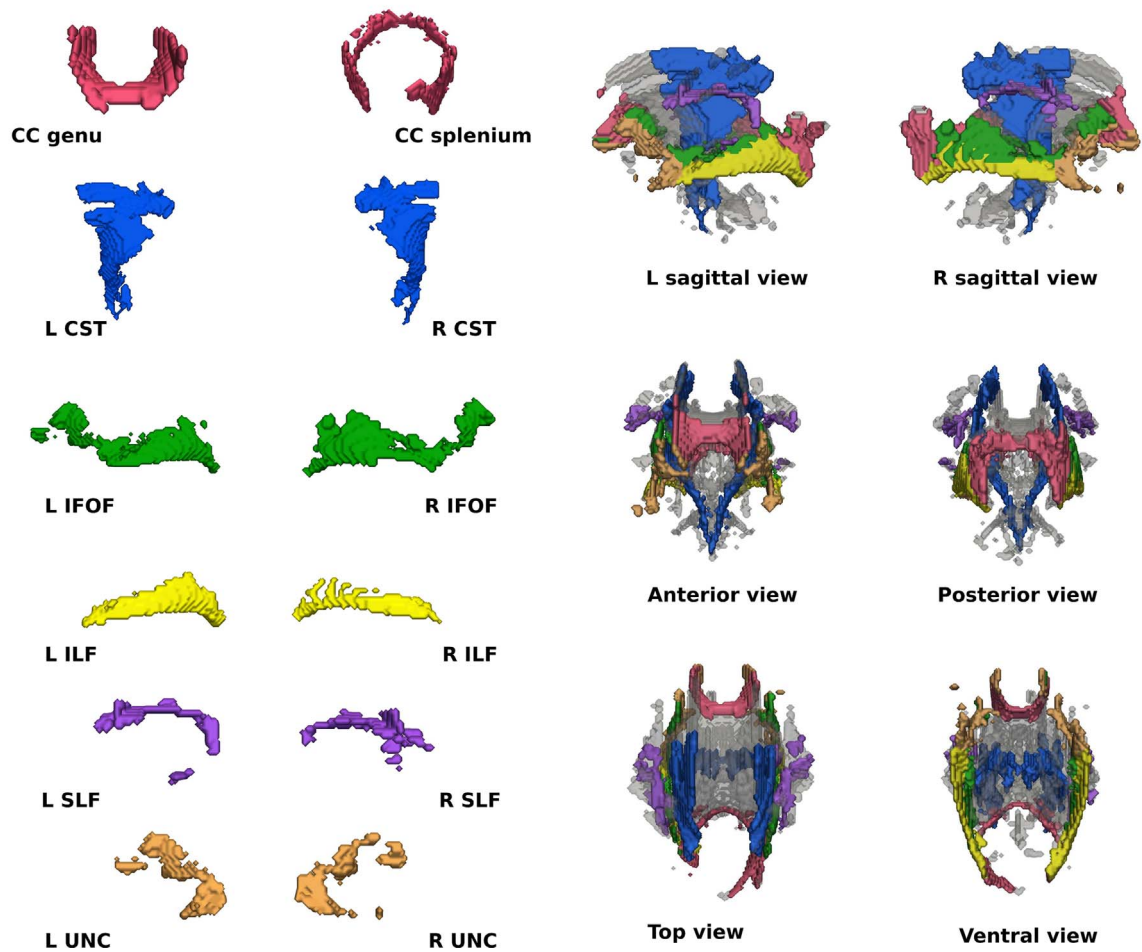 CC genu
CC splenium
L CST
R CST
L IFOF
R IFOF
L ILF
R ILF
L SLF
R SLF
L UNC
R UNC
L sagittal view
R sagittal view
Anterior view
Posterior view
Top view
Ventral view